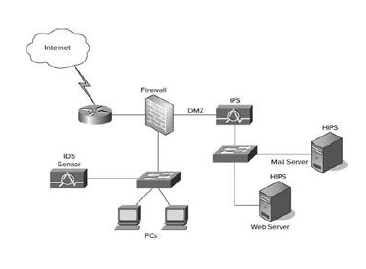 Internet
Firewall
DMZ
IPS
HIPS
Mail Server
IDS
Sensor
HIPS
Web Server
PCs